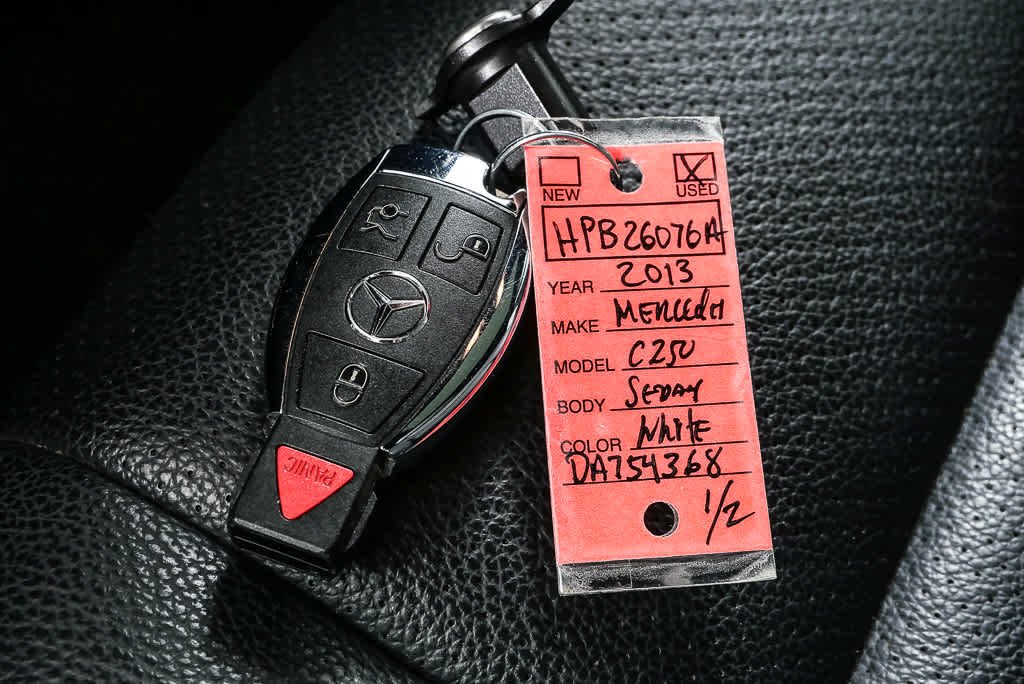 NEW USED
HPB26076A
YEAR 2013
MAKE MERCEDES
MODEL C250
BODY SEDAN
COLOR WHITE
DA754368
1/2
PANIC